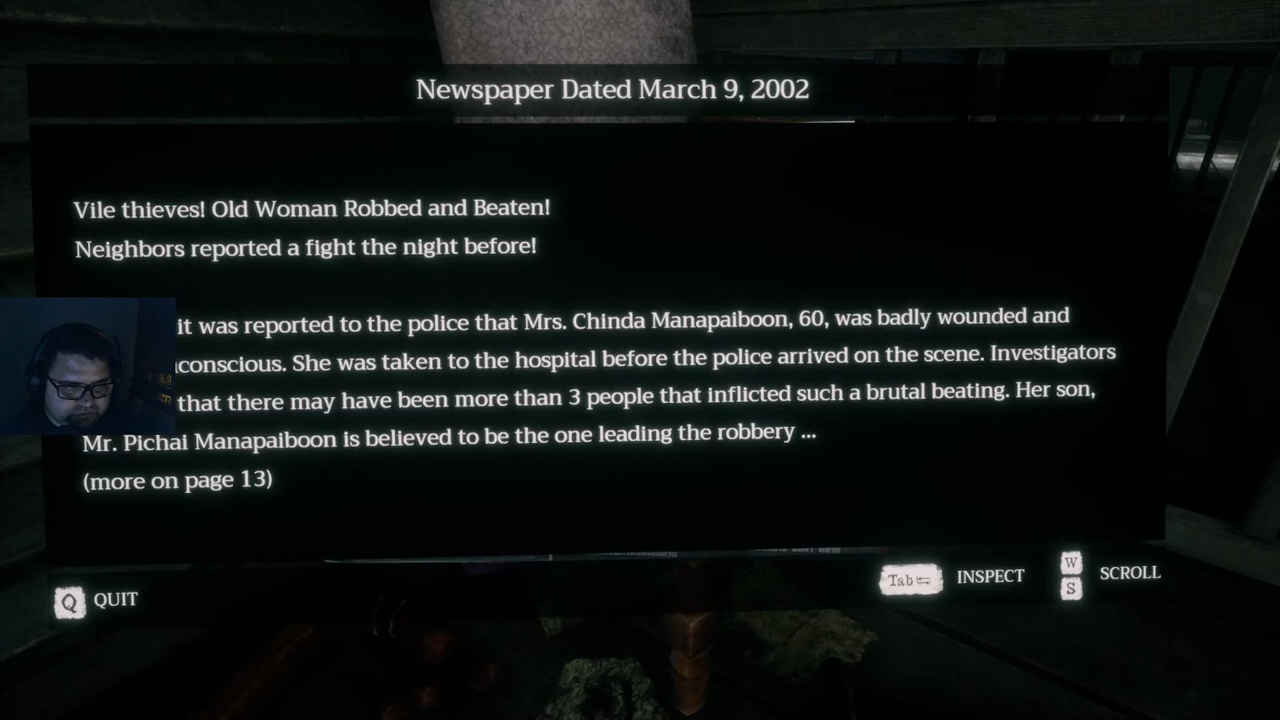 Newspaper Dated March 9, 2002
Vile thieves! Old Woman Robbed and Beaten!
Neighbors reported a fight the night before!
it was reported to the police that Mrs. Chinda Manapaiboon, 60, was badly wounded and
conscious. She was taken to the hospital before the police arrived on the scene. Investigators
that there may have been more than 3 people that inflicted such a brutal beating. Her son,
Mr. Pichai Manapaiboon is believed to be the one leading the robbery ...
(more on page 13)
Q QUIT
Tab INSPECT
W
S SCROLL